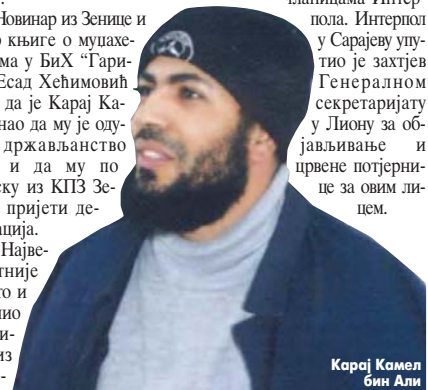 Новинар из Зенице и
књиге о муџахе-
ма у БиХ “Гари-
Есад Хећимовић
да је Карај Ка-
нао да му је оду-
држављанство
и да му по
ску из КПЗ Зе-
пријети де-
ација.
Најве-
тније
то и
ио
и-
из
пола. Интерпол
у Сарајеву упу-
тио је захтјев
Генералном
секретаријату
у Лиону за об-
јављивање и
црвене потјерни-
це за овим ли-
цем.
Карај Камел
бин Али